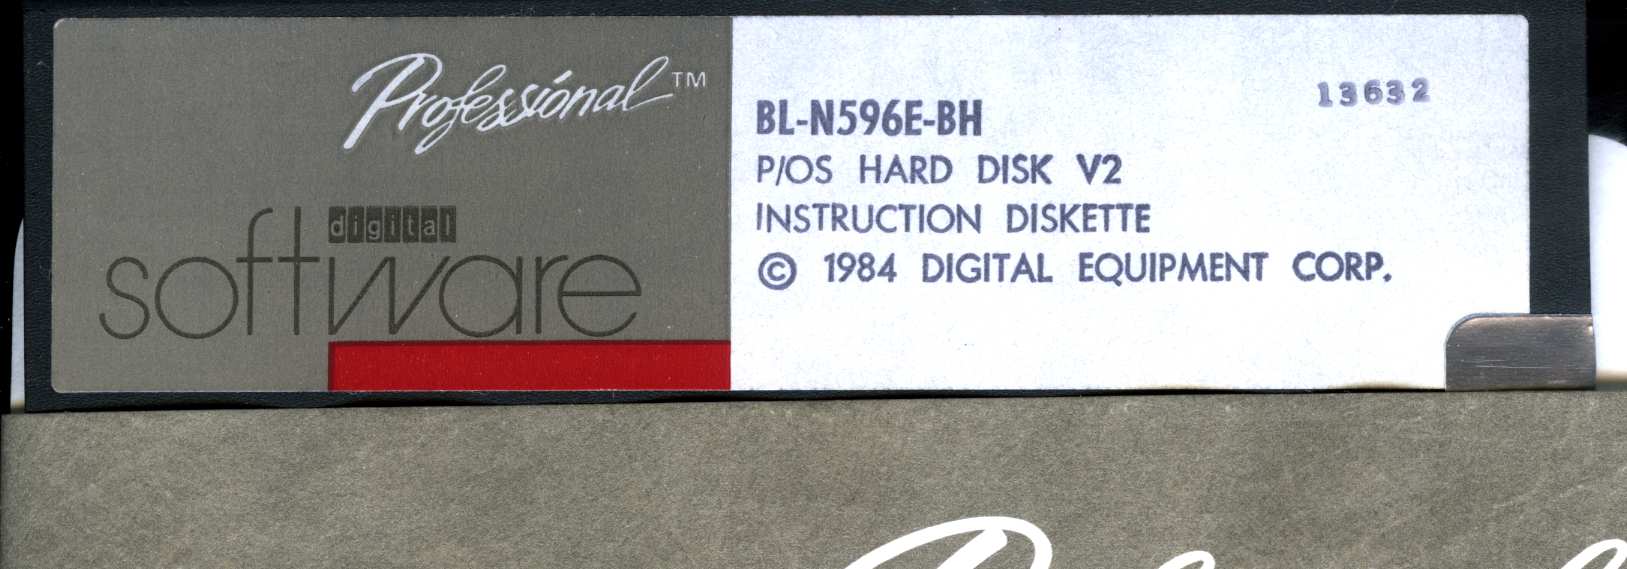 Professional™
digital
software
13632
BL-N596E-BH
P/OS HARD DISK V2
INSTRUCTION DISKETTE
© 1984 DIGITAL EQUIPMENT CORP.